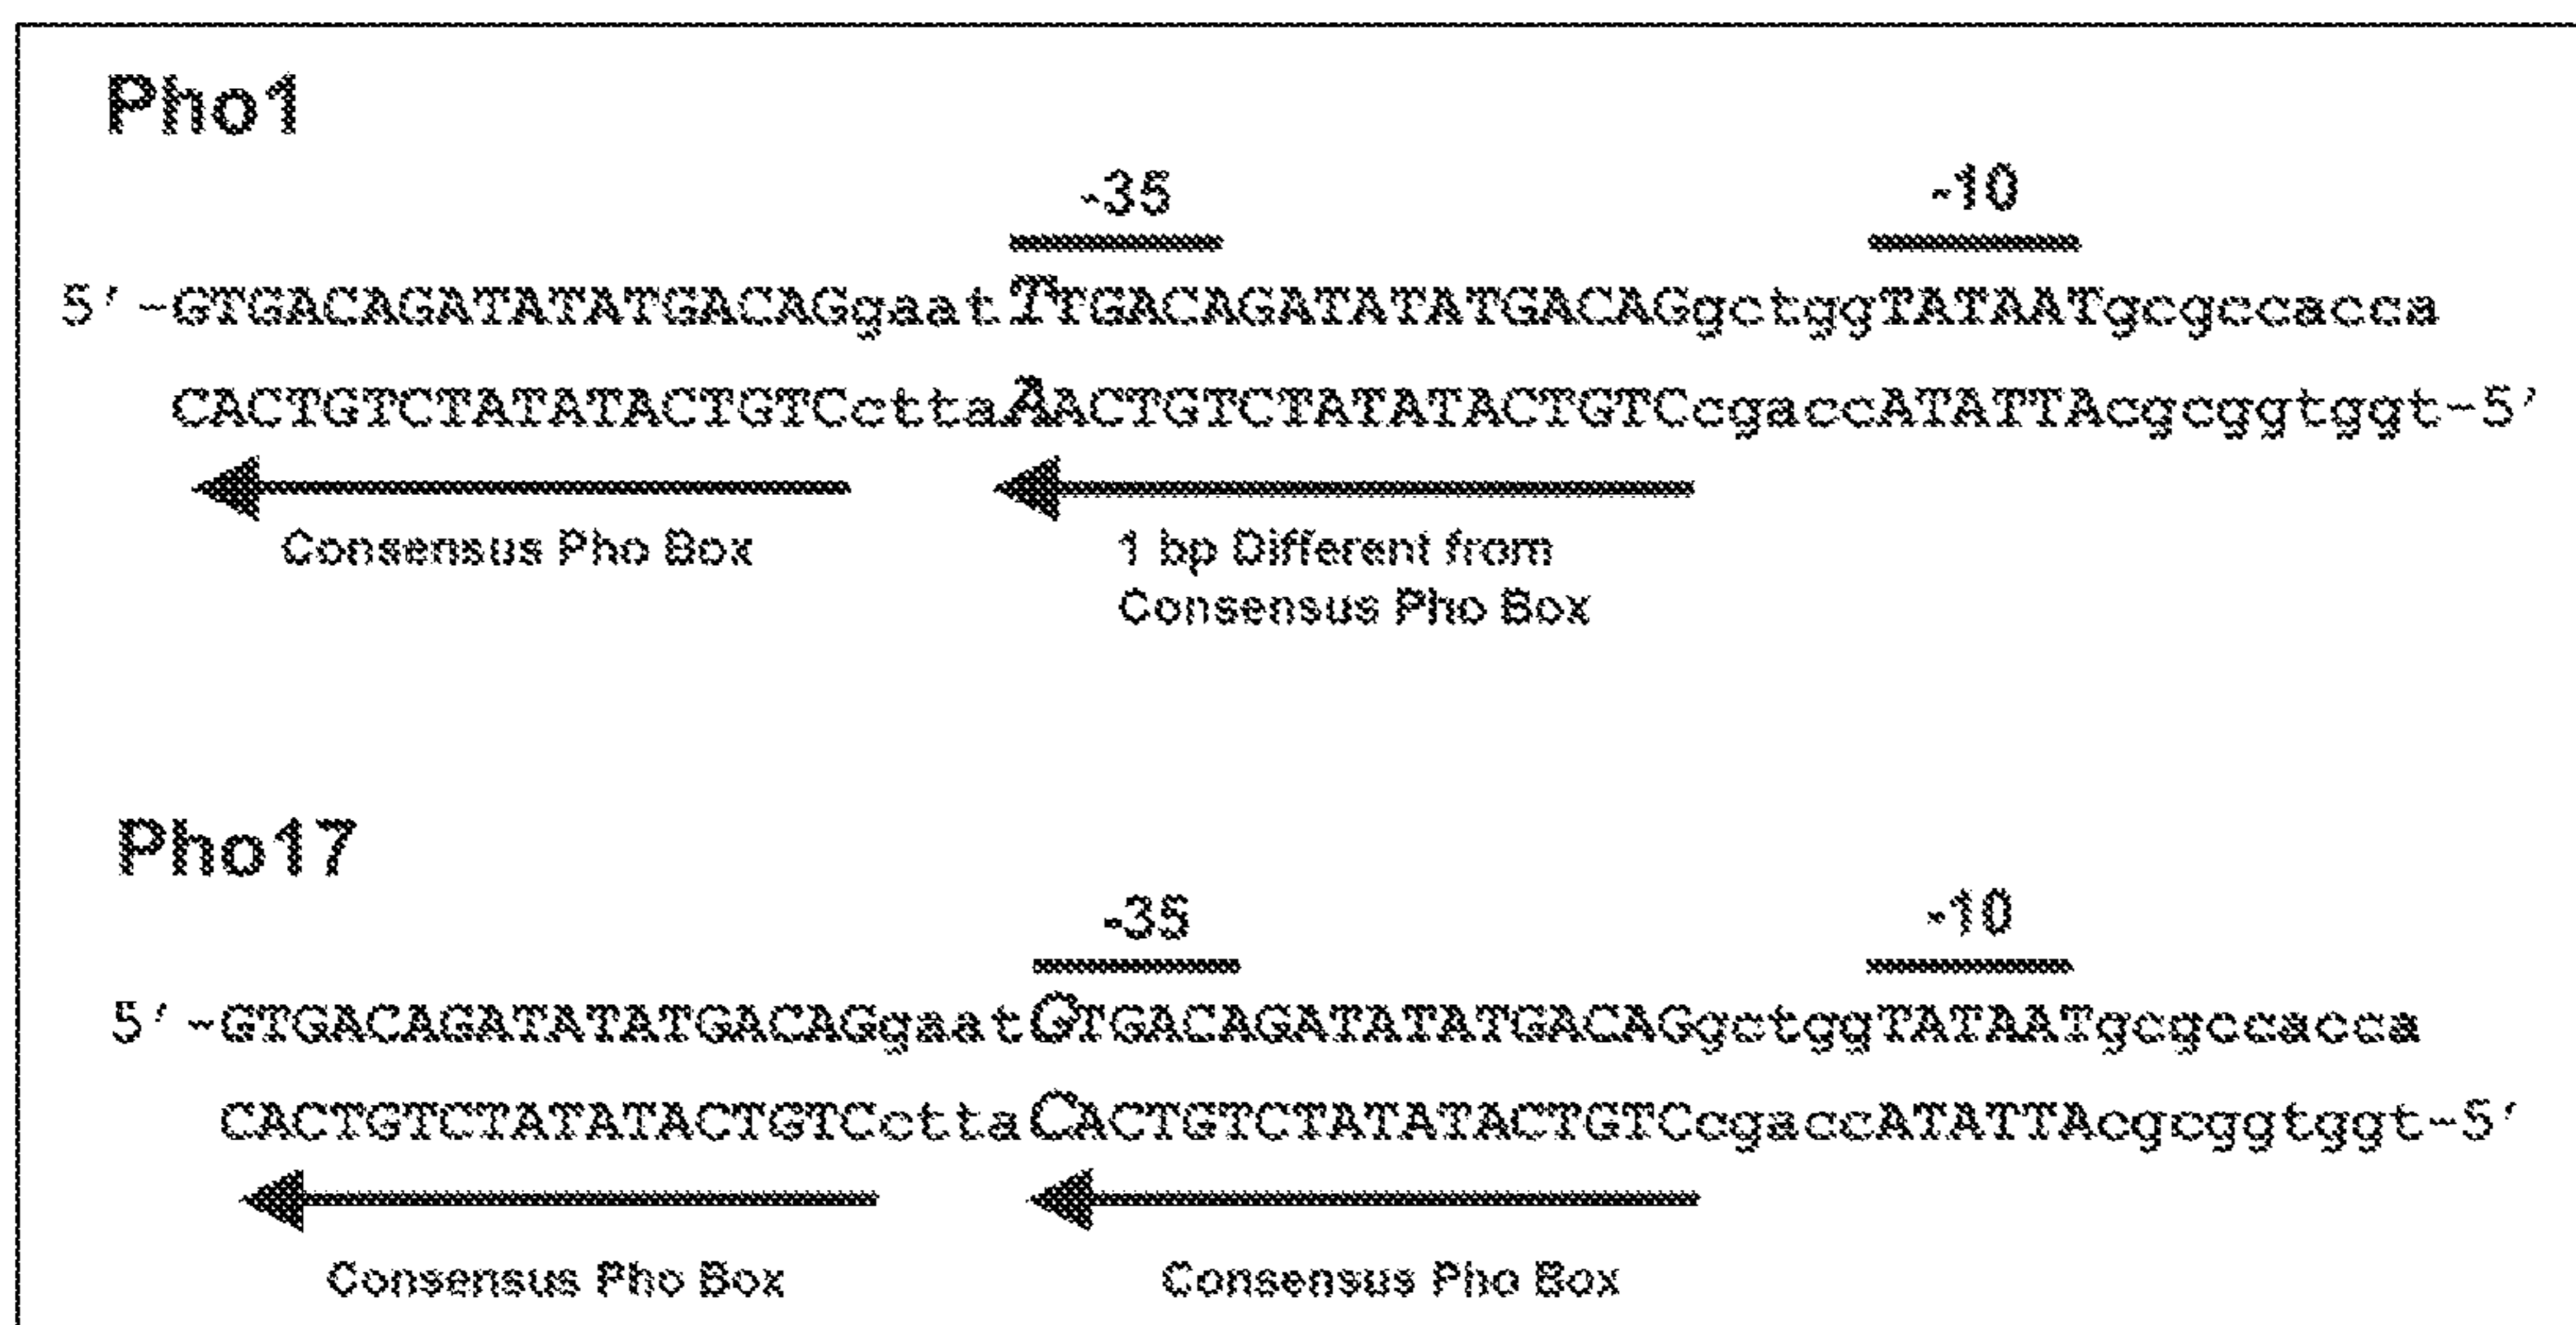 Pho1
-35 -10
5'-GTGACAGATATATGACAGgaatTTGACAGATATATGACAGgctggTATAATgcgccacca
CACTGTCTATATACTGTCcttaAACTGTCTATATACTGTCcgaccATATTAcgcggtggt-5'
Consensus Pho Box 1 bp Different from
Consensus Pho Box
Pho17
-35 -10
5'-GTGACAGATATATGACAGgaatGTGACAGATATATGACAGgctggTATAATgcgccacca
CACTGTCTATATACTGTCcttaCACTGTCTATATACTGTCcgaccATATTAcgcggtggt-5'
Consensus Pho Box Consensus Pho Box